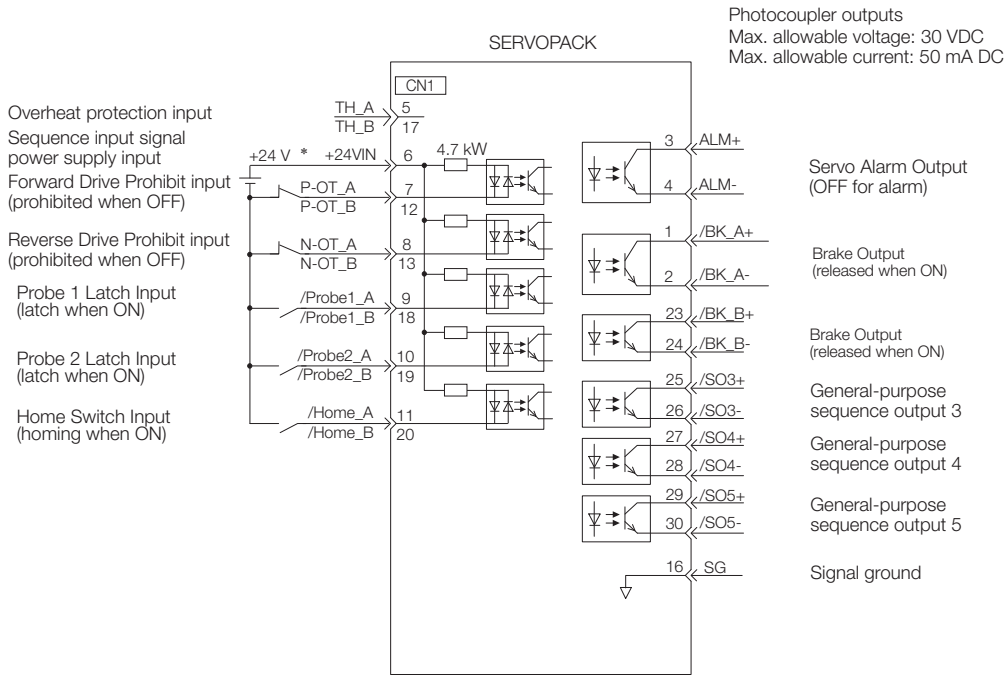 Photocoupler outputs
Max. allowable voltage: 30 VDC
Max. allowable current: 50 mA DC
SERVOPACK
CN1
Overheat protection input
TH_A 5
TH_B 17
Sequence input signal
power supply input
+24 V * +24VIN 6 4.7 kW
Forward Drive Prohibit input
(prohibited when OFF)
P-OT_A 7
P-OT_B 12
Reverse Drive Prohibit input
(prohibited when OFF)
N-OT_A 8
N-OT_B 13
Probe 1 Latch Input
(latch when ON)
/Probe1_A 9
/Probe1_B 18
Probe 2 Latch Input
(latch when ON)
/Probe2_A 10
/Probe2_B 19
Home Switch Input
(homing when ON)
/Home_A 11
/Home_B 20
3 ALM+
4 ALM-
Servo Alarm Output
(OFF for alarm)
1 /BK_A+
2 /BK_A-
Brake Output
(released when ON)
23 /BK_B+
24 /BK_B-
Brake Output
(released when ON)
25 /SO3+
26 /SO3-
General-purpose
sequence output 3
27 /SO4+
28 /SO4-
General-purpose
sequence output 4
29 /SO5+
30 /SO5-
General-purpose
sequence output 5
16 SG
Signal ground